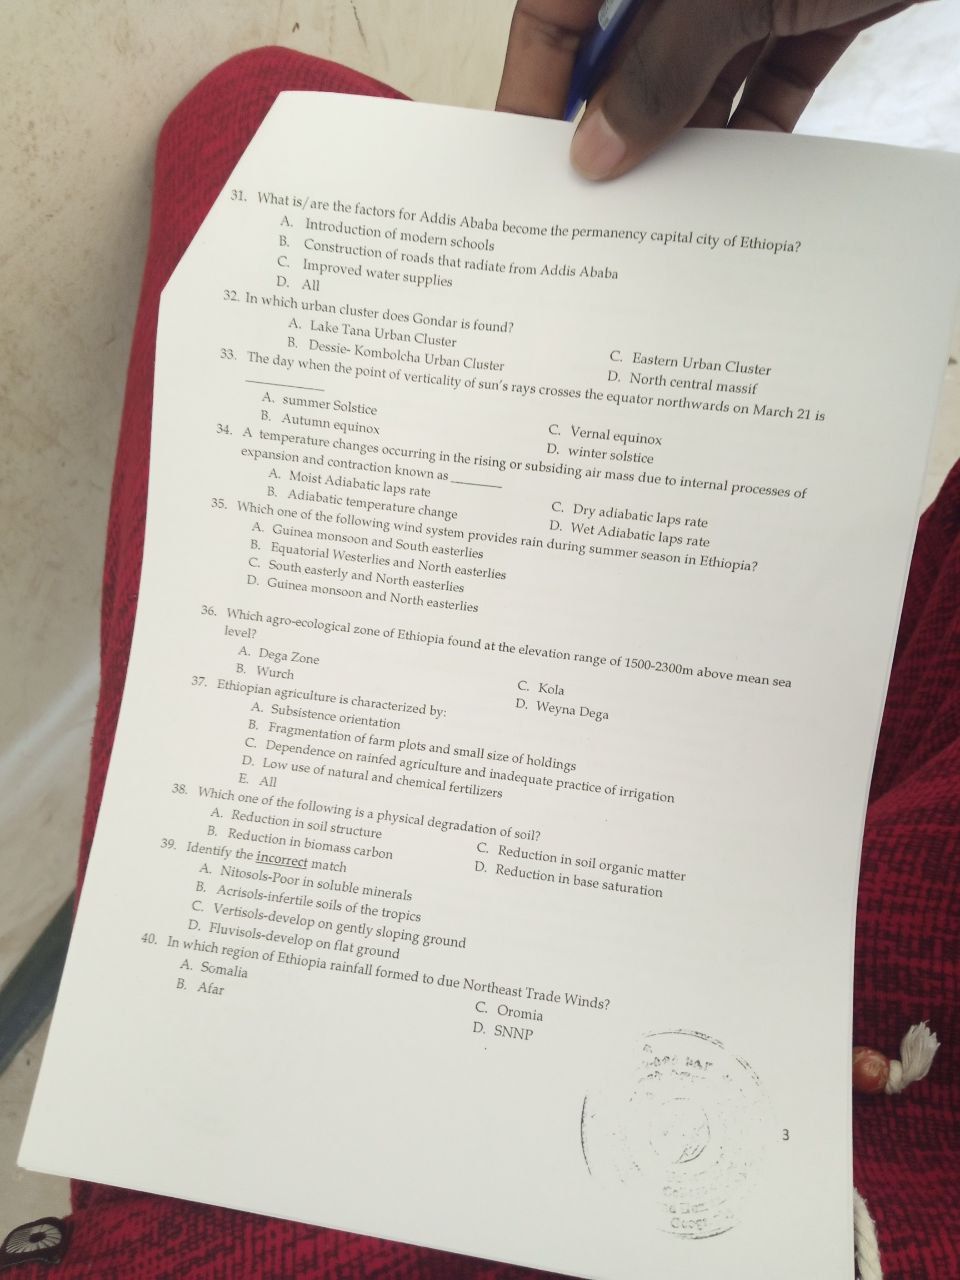 31. What is/are the factors for Addis Ababa become the permanency capital city of Ethiopia?
A. Introduction of modern schools
B. Construction of roads that radiate from Addis Ababa
C. Improved water supplies
D. All
32. In which urban cluster does Gondar is found?
A. Lake Tana Urban Cluster
B. Dessie- Kombolcha Urban Cluster
C. Eastern Urban Cluster
D. North central massif
33. The day when the point of verticality of sun's rays crosses the equator northwards on March 21 is
__________
A. summer Solstice
B. Autumn equinox
C. Vernal equinox
D. winter solstice
34. A temperature changes occurring in the rising or subsiding air mass due to internal processes of
expansion and contraction known as _______
A. Moist Adiabatic laps rate
B. Adiabatic temperature change
C. Dry adiabatic laps rate
D. Wet Adiabatic laps rate
35. Which one of the following wind system provides rain during summer season in Ethiopia?
A. Guinea monsoon and South easterlies
B. Equatorial Westerlies and North easterlies
C. South easterly and North easterlies
D. Guinea monsoon and North easterlies
36. Which agro-ecological zone of Ethiopia found at the elevation range of 1500-2300m above mean sea
level?
A. Dega Zone
B. Wurch
C. Kola
D. Weyna Dega
37. Ethiopian agriculture is characterized by:
A. Subsistence orientation
B. Fragmentation of farm plots and small size of holdings
C. Dependence on rainfed agriculture and inadequate practice of irrigation
D. Low use of natural and chemical fertilizers
E. All
38. Which one of the following is a physical degradation of soil?
A. Reduction in soil structure
B. Reduction in biomass carbon
C. Reduction in soil organic matter
D. Reduction in base saturation
39. Identify the incorrect match
A. Nitosols-Poor in soluble minerals
B. Acrisols-infertile soils of the tropics
C. Vertisols-develop on gently sloping ground
D. Fluvisols-develop on flat ground
40. In which region of Ethiopia rainfall formed to due Northeast Trade Winds?
A. Somalia
B. Afar
C. Oromia
D. SNNP
3